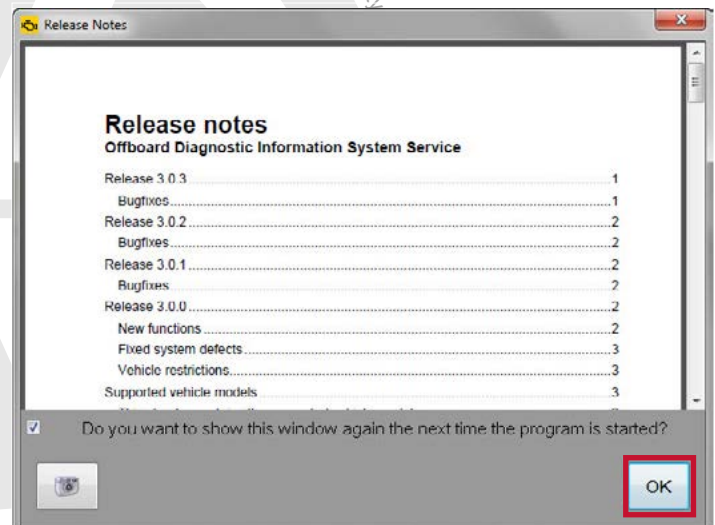 Release Notes
Release notes
Offboard Diagnostic Information System Service
Release 3.0.3 1
Bugfixes 1
Release 3.0.2 2
Bugfixes 2
Release 3.0.1 2
Bugfixes 2
Release 3.0.0 2
New functions 2
Fixed system defects 3
Vehicle restrictions 3
Supported vehicle models 3
Do you want to show this window again the next time the program is started?
OK